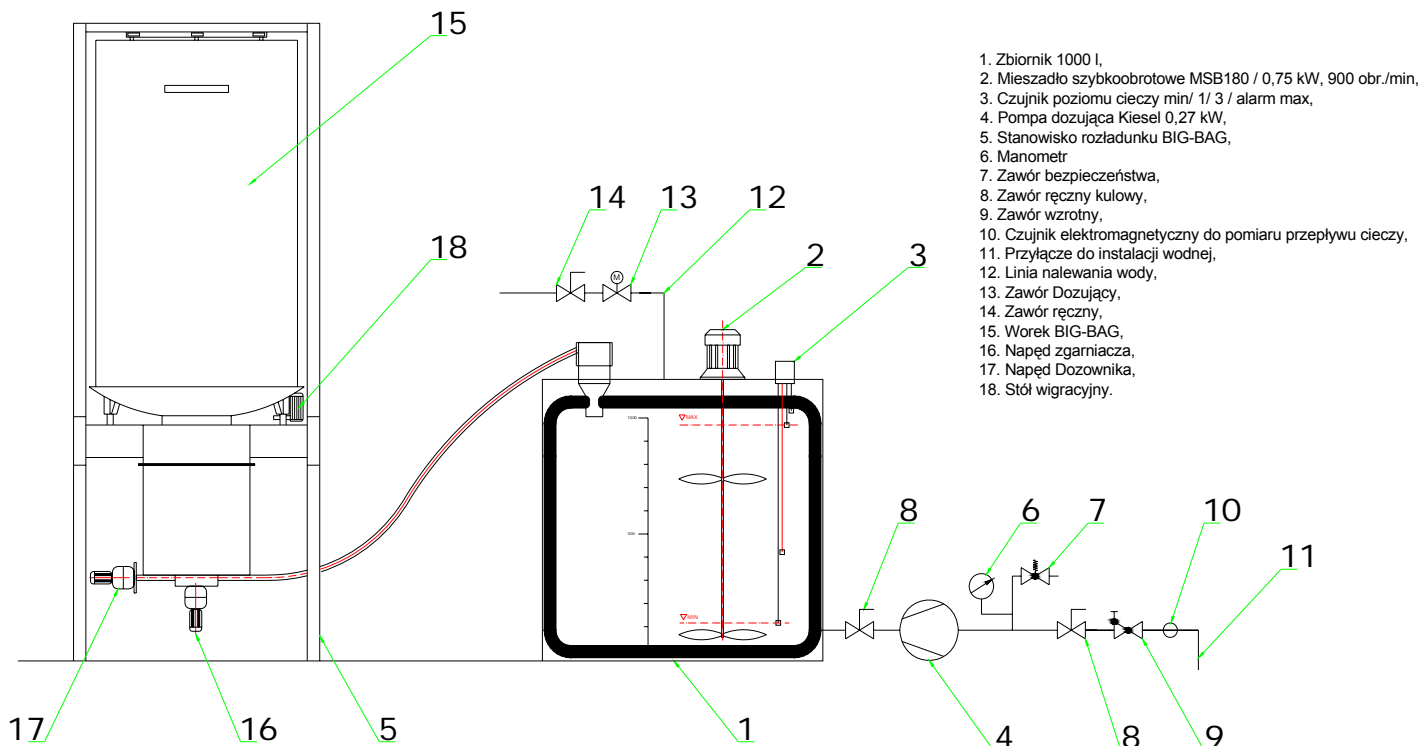 15
1. Zbiornik 1000 l,
2. Mieszadło szybkoobrotowe MSB180 / 0,75 kW, 900 obr./min,
3. Czujnik poziomu cieczy min/ 1/ 3 / alarm max,
4. Pompa dozująca Kiesel 0,27 kW,
5. Stanowisko rozładunku BIG-BAG,
6. Manometr
7. Zawór bezpieczeństwa,
8. Zawór ręczny kulowy,
9. Zawór wzrotny,
10. Czujnik elektromagnetyczny do pomiaru przepływu cieczy,
11. Przyłącze do instalacji wodnej,
12. Linia nalewania wody,
13. Zawór Dozujący,
14. Zawór ręczny,
15. Worek BIG-BAG,
16. Napęd zgarniacza,
17. Napęd Dozownika,
18. Stół wigracyjny.
14 13 12
18 2 3
M
1000 MAX
500
8 6 7 10 11
MIN
17 16 5 1 4 8 9